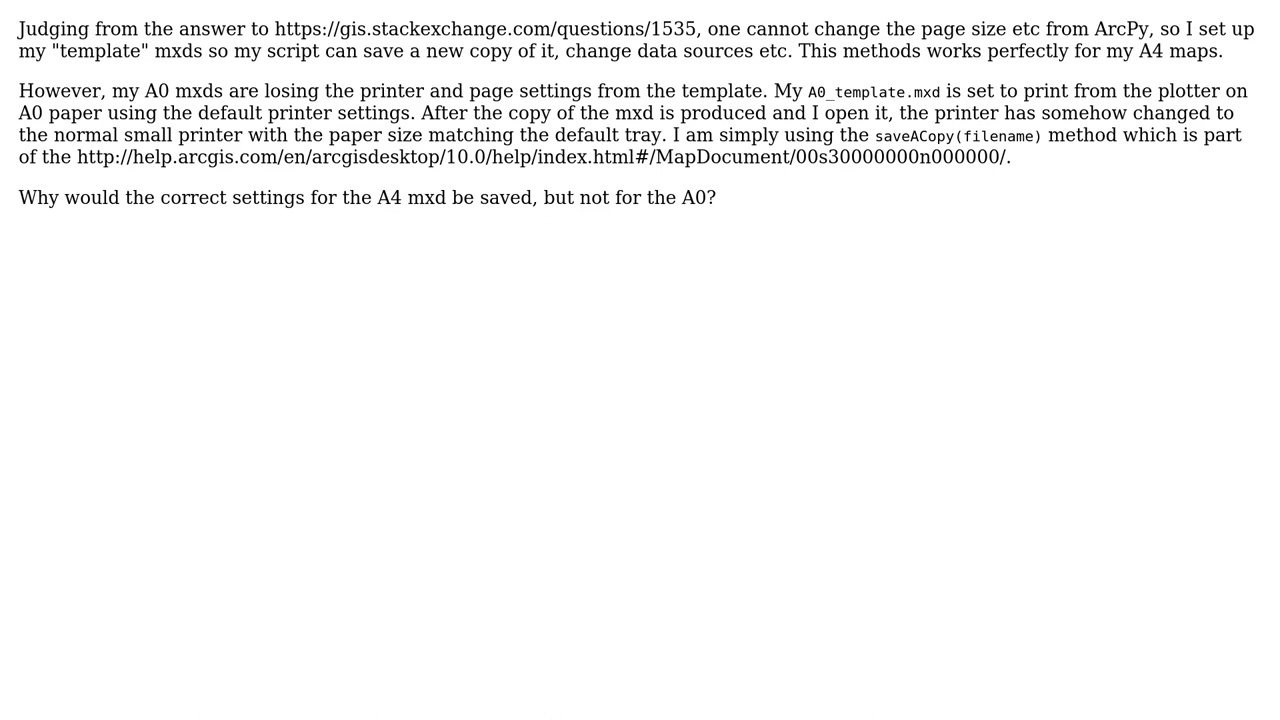 Judging from the answer to https://gis.stackexchange.com/questions/1535, one cannot change the page size etc from ArcPy, so I set up
my "template" mxds so my script can save a new copy of it, change data sources etc. This methods works perfectly for my A4 maps.
However, my A0 mxds are losing the printer and page settings from the template. My A0_template.mxd is set to print from the plotter on
A0 paper using the default printer settings. After the copy of the mxd is produced and I open it, the printer has somehow changed to
the normal small printer with the paper size matching the default tray. I am simply using the saveACopy(filename) method which is part
of the http://help.arcgis.com/en/arcgisdesktop/10.0/help/index.html#/MapDocument/00s30000000n000000/.
Why would the correct settings for the A4 mxd be saved, but not for the A0?